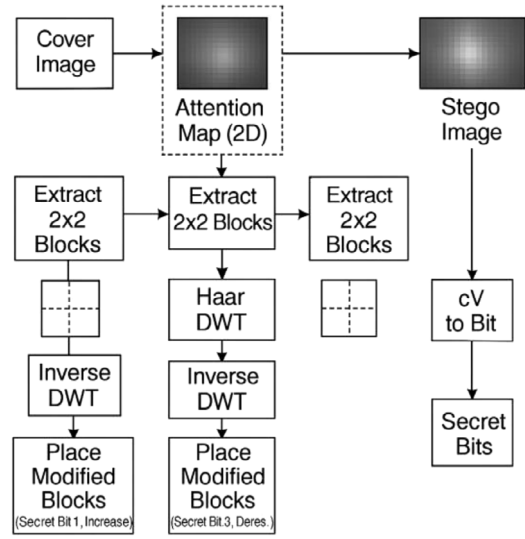 Cover
Image
Attention
Map (2D)
Stego
Image
Extract
2x2
Blocks
Extract
2x2 Blocks
Extract
2x2
Blocks
Haar
DWT
cV
to Bit
Inverse
DWT
Inverse
DWT
Secret
Bits
Place
Modified
Blocks
(Secret Bit 1, Increase)
Place
Modified
Blocks
(Secret Bit.3, Deres.)